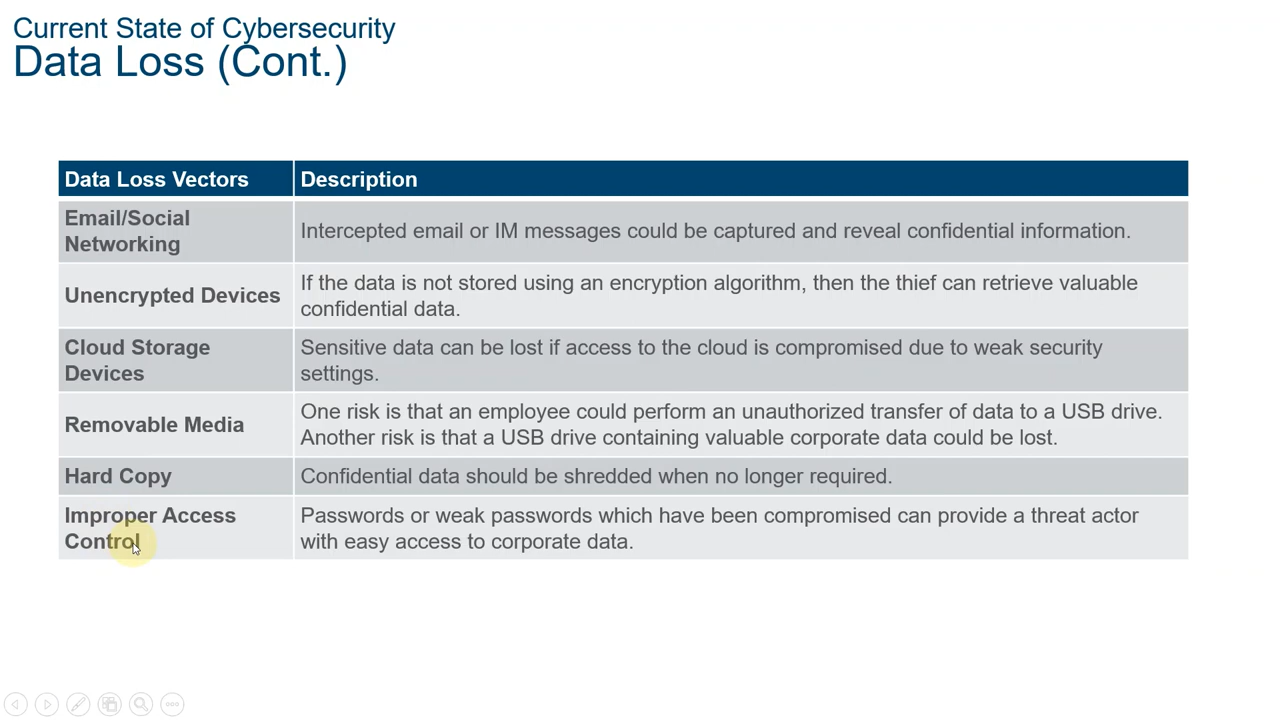 Current State of Cybersecurity
Data Loss (Cont.)
Data Loss Vectors
Description
Email/Social
Networking
Intercepted email or IM messages could be captured and reveal confidential information.
Unencrypted Devices
If the data is not stored using an encryption algorithm, then the thief can retrieve valuable
confidential data.
Cloud Storage
Devices
Sensitive data can be lost if access to the cloud is compromised due to weak security
settings.
Removable Media
One risk is that an employee could perform an unauthorized transfer of data to a USB drive.
Another risk is that a USB drive containing valuable corporate data could be lost.
Hard Copy
Confidential data should be shredded when no longer required.
Improper Access
Control
Passwords or weak passwords which have been compromised can provide a threat actor
with easy access to corporate data.